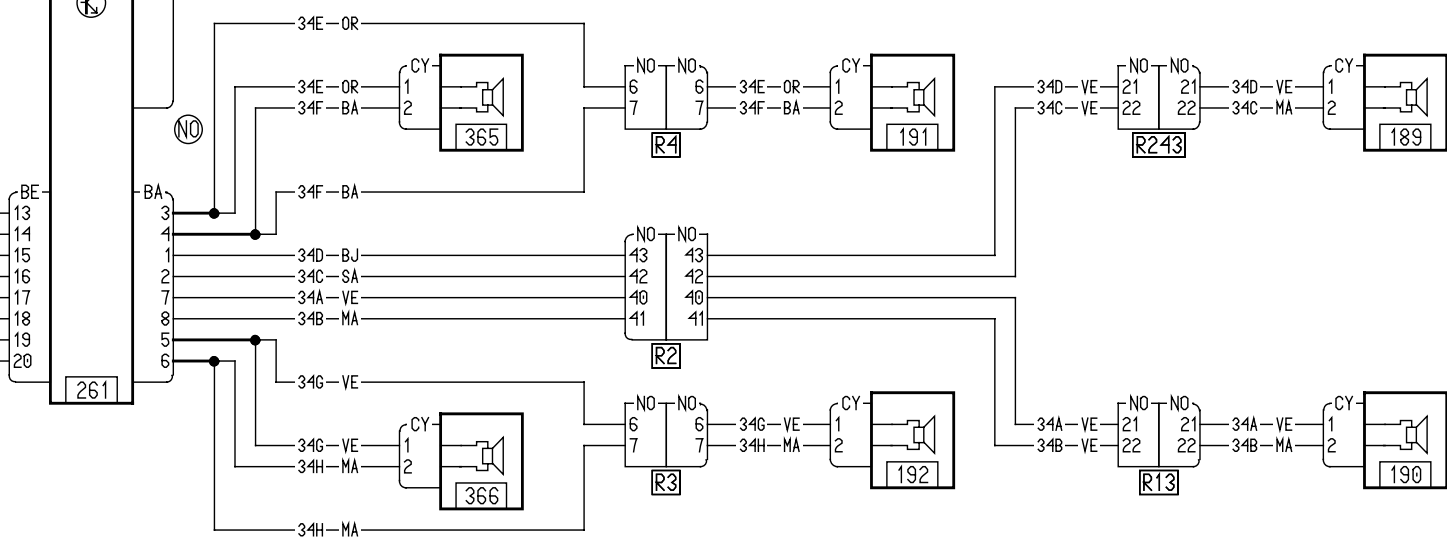 34E OR
CY CY
NO NO
CY
NO NO
CY
34E OR 1
6 6 34E OR 1
34D VE 21 21 34D VE 1
34F BA 2
7 7 34F BA 2
34C VE 22 22 34C MA 2
NO
365
R4
191
R243
189
BE BA
34F BA
13 3
14 4
NO NO
15 1 34D BJ 43 43
16 2 34C SA 42 42
17 7 34A VE 40 40
18 8 34B MA 41 41
19 5
R2
20 6
261
34G VE
NO NO
CY
NO NO
CY
CY
6 6 34G VE 1
34A VE 21 21 34A VE 1
34G VE 1
7 7 34H MA 2
34B VE 22 22 34B MA 2
34H MA 2
366
R3
192
R13
190
34H MA